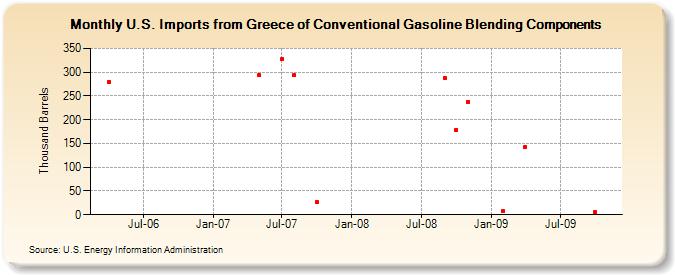 Monthly U.S. Imports from Greece of Conventional Gasoline Blending Components
Thousand Barrels
350
300
250
200
150
100
50
0
Jul-06 Jan-07 Jul-07 Jan-08 Jul-08 Jan-09 Jul-09
Source: U.S. Energy Information Administration